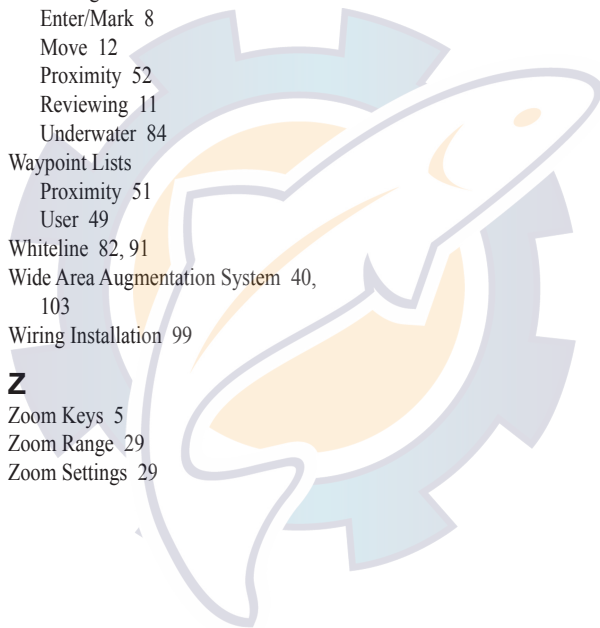 Enter/Mark 8
Move 12
Proximity 52
Reviewing 11
Underwater 84
Waypoint Lists
Proximity 51
User 49
Whiteline 82, 91
Wide Area Augmentation System 40,
103
Wiring Installation 99
Z
Zoom Keys 5
Zoom Range 29
Zoom Settings 29